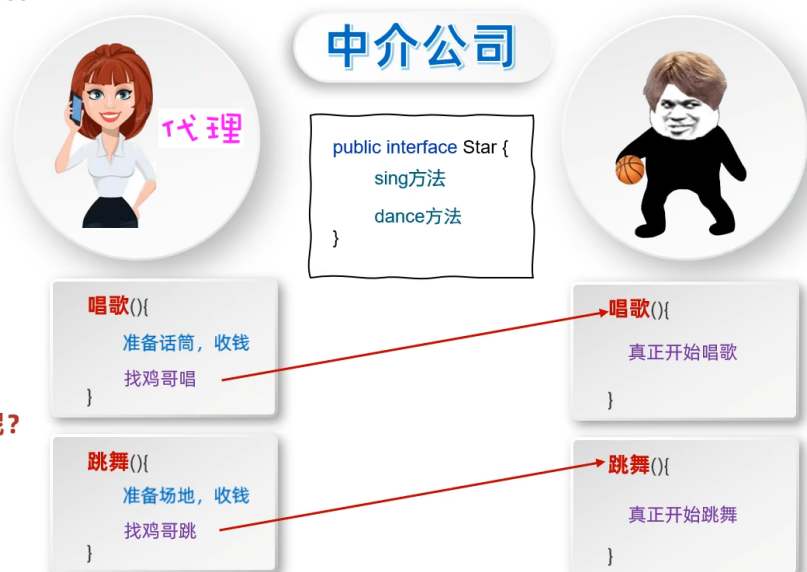 中介公司
代理
public interface Star {
sing方法
dance方法
}
唱歌(){
准备话筒，收钱
找鸡哥唱
}
唱歌(){
真正开始唱歌
}
?
跳舞(){
准备场地，收钱
找鸡哥跳
}
跳舞(){
真正开始跳舞
}